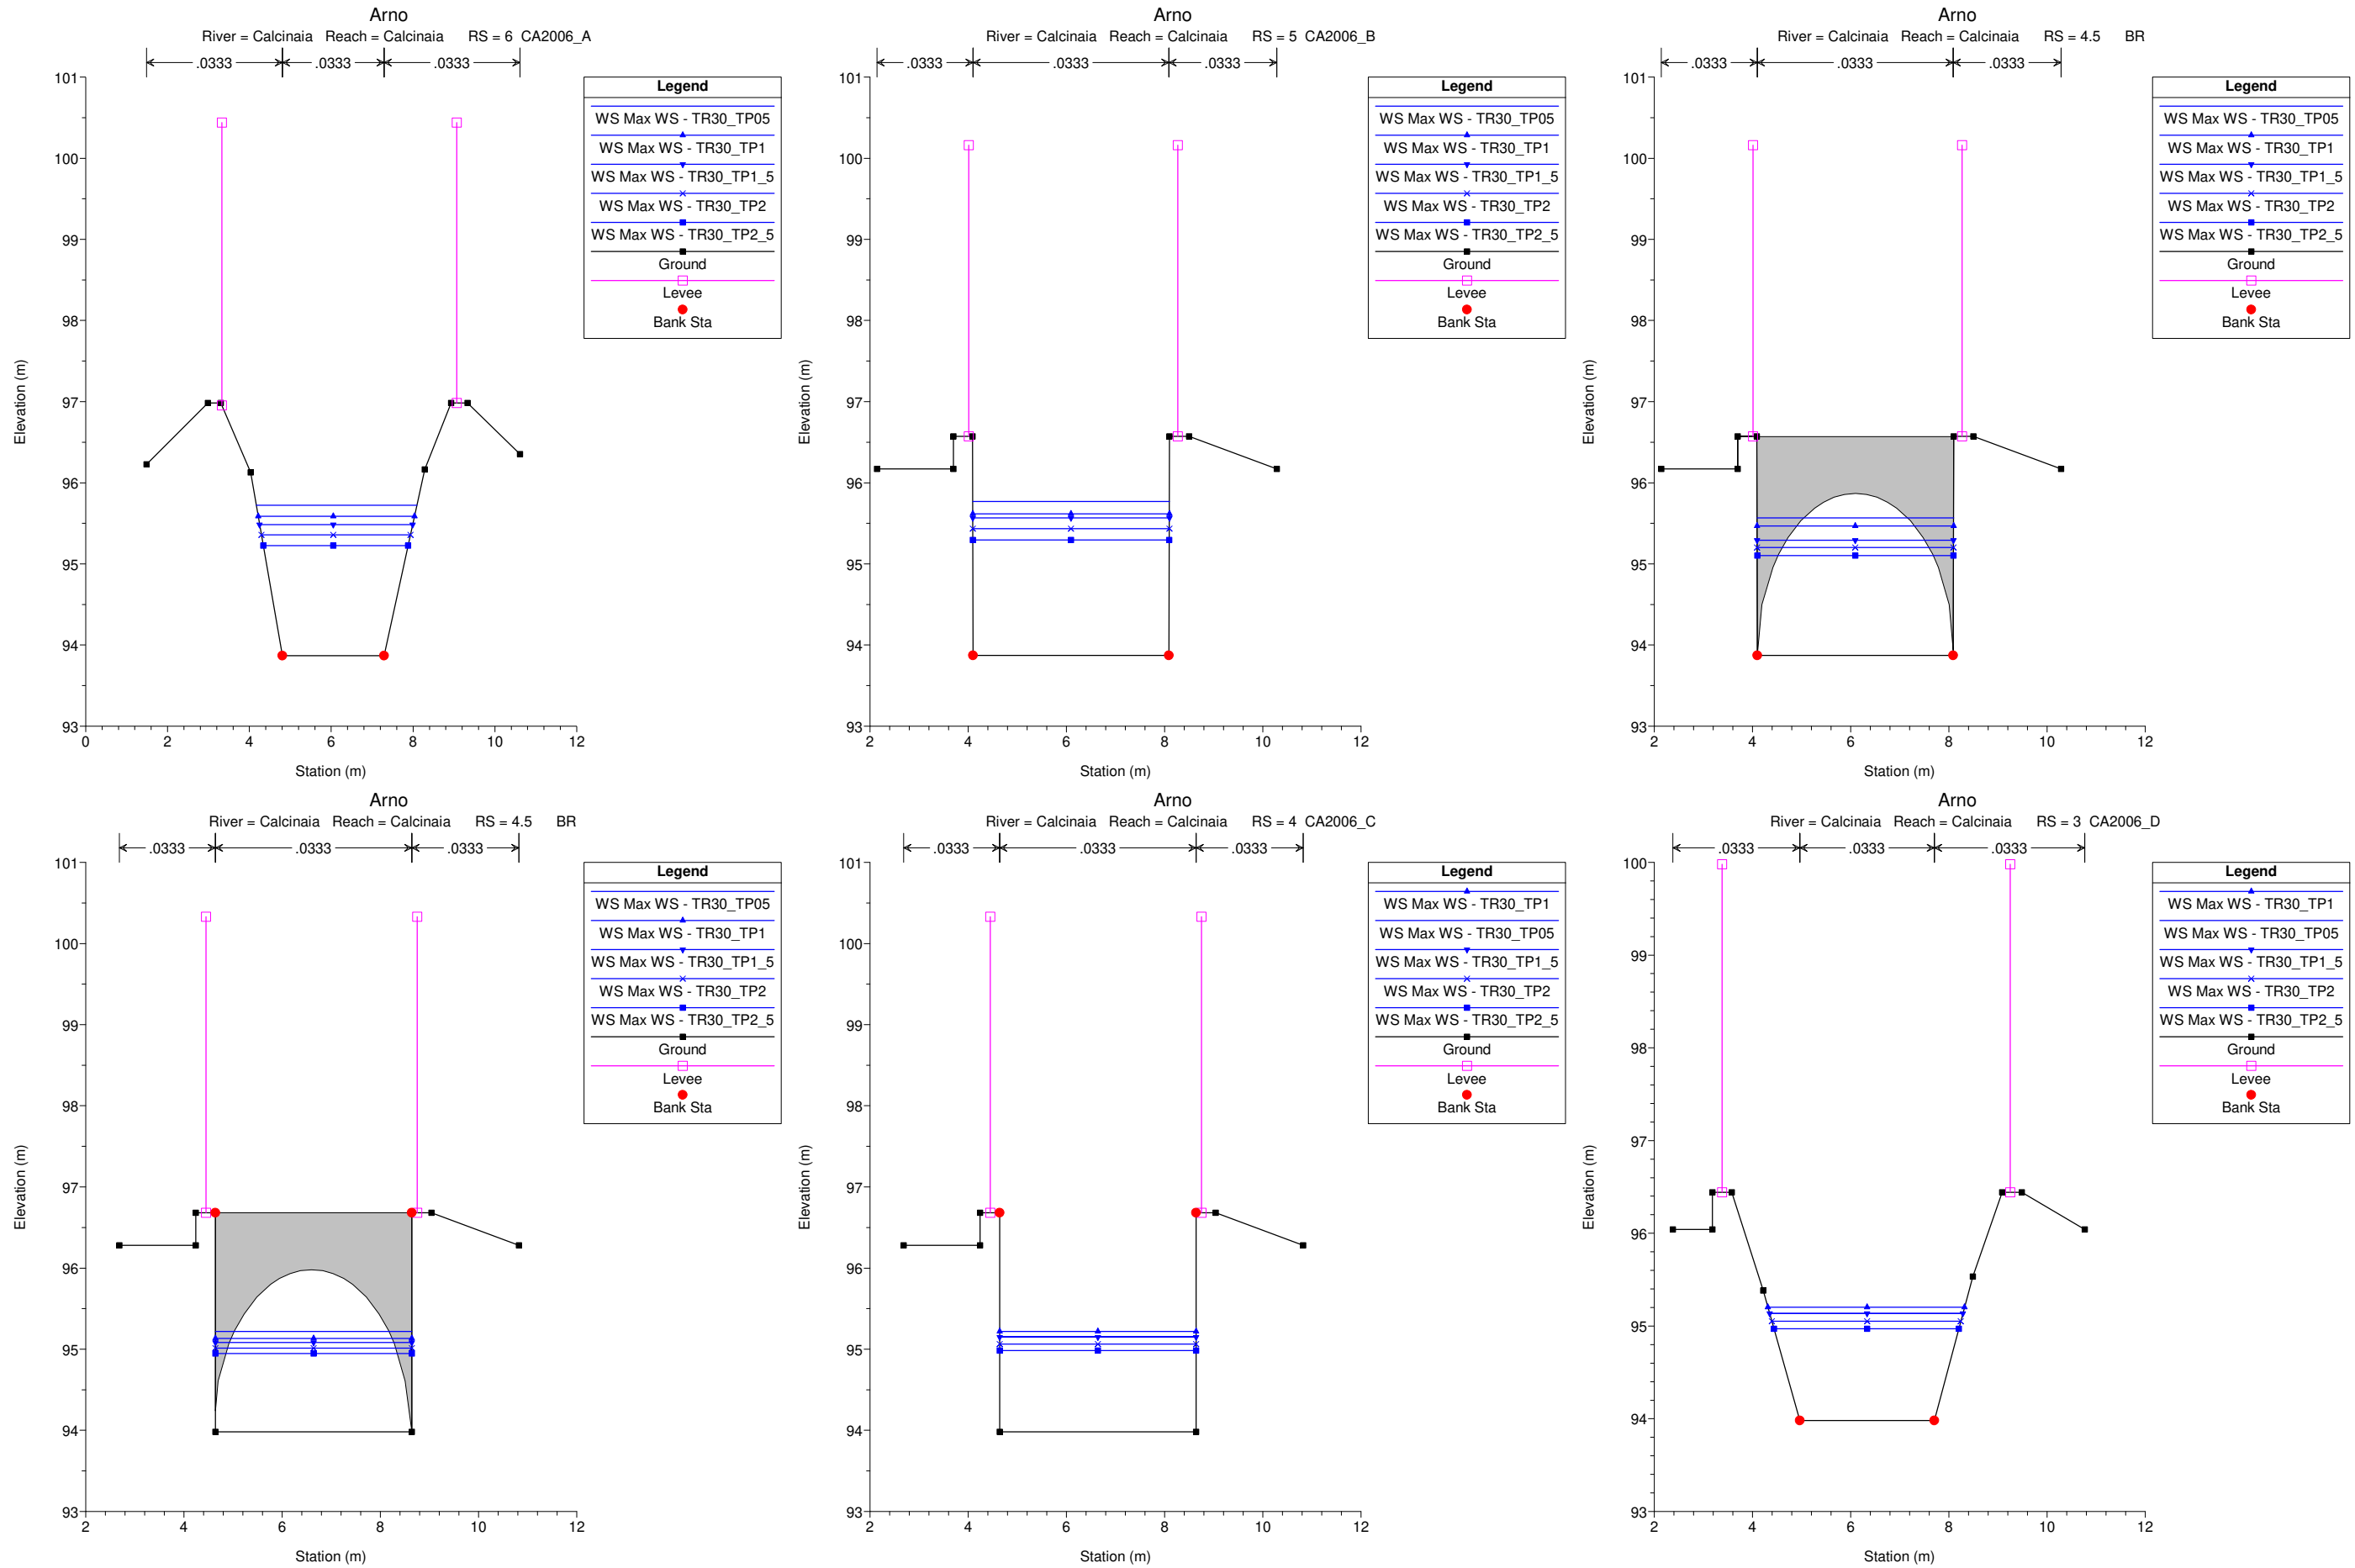 Arno
River = Calcinaia Reach = Calcinaia RS = 6 CA2006_A
.0333 .0333 .0333
Legend
WS Max WS - TR30_TP05
WS Max WS - TR30_TP1
WS Max WS - TR30_TP1_5
WS Max WS - TR30_TP2
WS Max WS - TR30_TP2_5
Ground
Levee
Bank Sta
101
100
99
98
97
96
95
94
93
Elevation (m)
0 2 4 6 8 10 12
Station (m)
Arno
River = Calcinaia Reach = Calcinaia RS = 5 CA2006_B
.0333 .0333 .0333
Legend
WS Max WS - TR30_TP05
WS Max WS - TR30_TP1
WS Max WS - TR30_TP1_5
WS Max WS - TR30_TP2
WS Max WS - TR30_TP2_5
Ground
Levee
Bank Sta
101
100
99
98
97
96
95
94
93
Elevation (m)
2 4 6 8 10 12
Station (m)
Arno
River = Calcinaia Reach = Calcinaia RS = 4.5 BR
.0333 .0333 .0333
Legend
WS Max WS - TR30_TP05
WS Max WS - TR30_TP1
WS Max WS - TR30_TP1_5
WS Max WS - TR30_TP2
WS Max WS - TR30_TP2_5
Ground
Levee
Bank Sta
101
100
99
98
97
96
95
94
93
Elevation (m)
2 4 6 8 10 12
Station (m)
Arno
River = Calcinaia Reach = Calcinaia RS = 4.5 BR
.0333 .0333 .0333
Legend
WS Max WS - TR30_TP05
WS Max WS - TR30_TP1
WS Max WS - TR30_TP1_5
WS Max WS - TR30_TP2
WS Max WS - TR30_TP2_5
Ground
Levee
Bank Sta
101
100
99
98
97
96
95
94
93
Elevation (m)
2 4 6 8 10 12
Station (m)
Arno
River = Calcinaia Reach = Calcinaia RS = 4 CA2006_C
.0333 .0333 .0333
Legend
WS Max WS - TR30_TP1
WS Max WS - TR30_TP05
WS Max WS - TR30_TP1_5
WS Max WS - TR30_TP2
WS Max WS - TR30_TP2_5
Ground
Levee
Bank Sta
101
100
99
98
97
96
95
94
93
Elevation (m)
2 4 6 8 10 12
Station (m)
Arno
River = Calcinaia Reach = Calcinaia RS = 3 CA2006_D
.0333 .0333 .0333
Legend
WS Max WS - TR30_TP1
WS Max WS - TR30_TP05
WS Max WS - TR30_TP1_5
WS Max WS - TR30_TP2
WS Max WS - TR30_TP2_5
Ground
Levee
Bank Sta
100
99
98
97
96
95
94
93
Elevation (m)
2 4 6 8 10 12
Station (m)